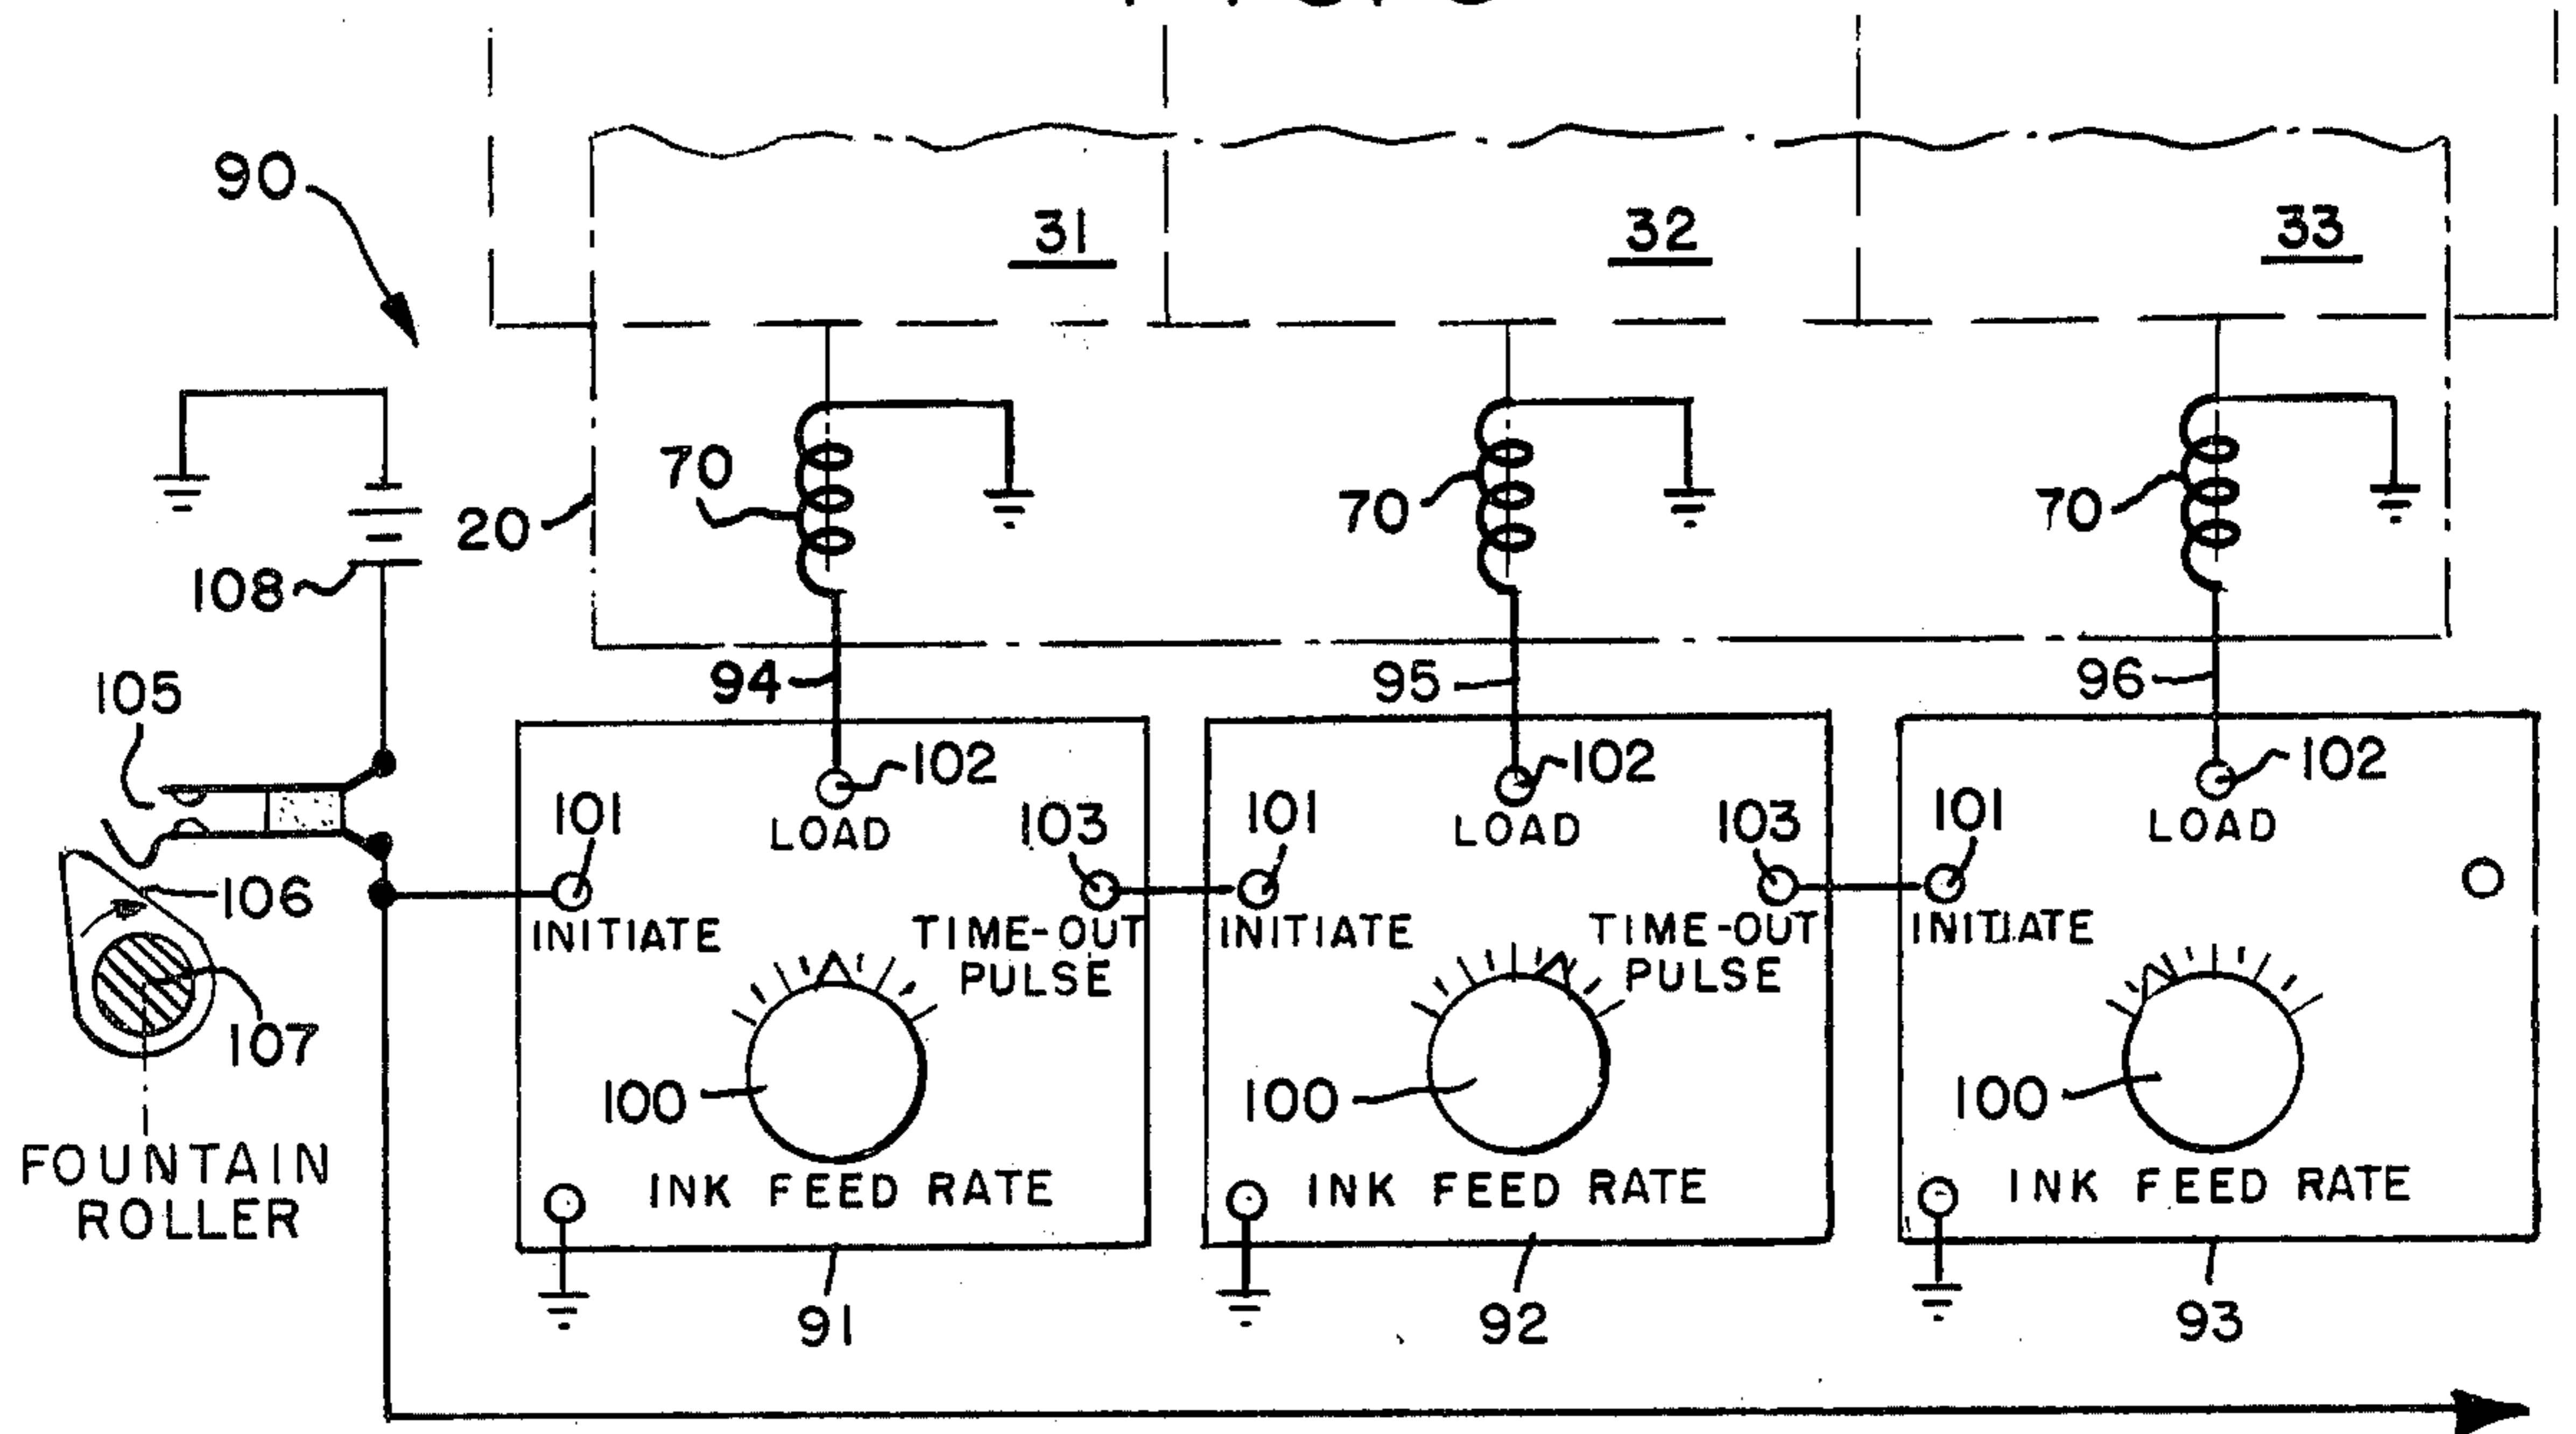 90
31
32
33
70
70
70
20
108
94
95
96
105
102
102
102
101
LOAD
103
101
LOAD
103
101
LOAD
106
INITIATE
TIME-OUT
PULSE
INITIATE
TIME-OUT
PULSE
INITIATE
107
100
100
100
FOUNTAIN
ROLLER
INK FEED RATE
INK FEED RATE
INK FEED RATE
91
92
93